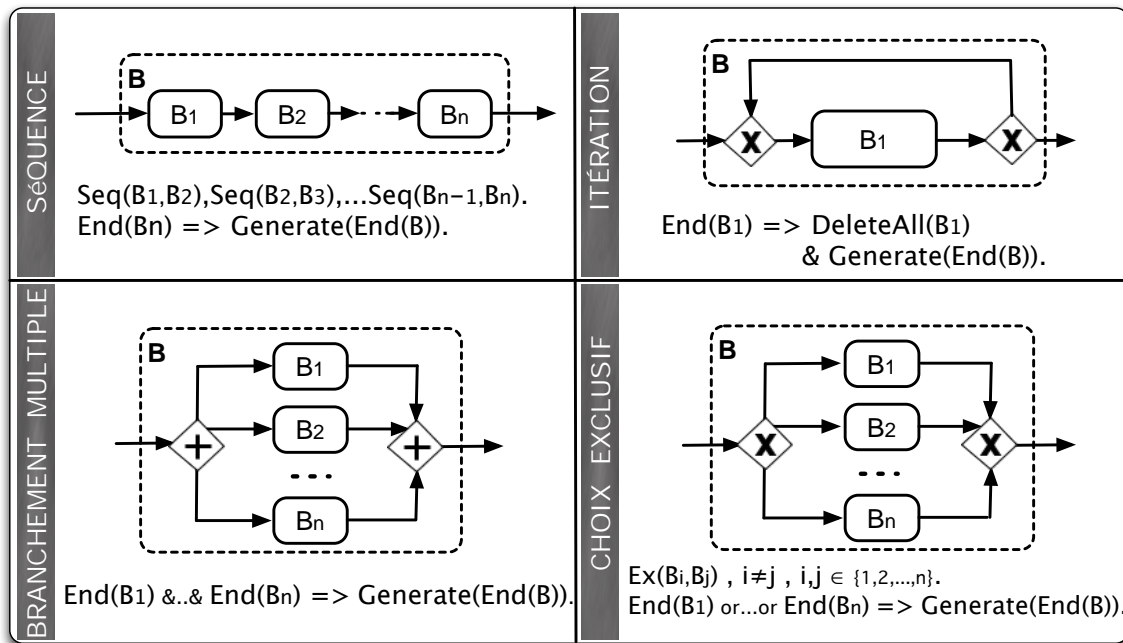 SéQUENCE
B
B1
B2
Bn
Seq(B1,B2),Seq(B2,B3),...Seq(Bn-1,Bn).
End(Bn) => Generate(End(B)).
ITÉRATION
B
X
B1
X
End(B1) => DeleteAll(B1)
& Generate(End(B)).
BRANCHEMENT MULTIPLE
B
B1
+
B2
+
Bn
End(B1) &..& End(Bn) => Generate(End(B)).
CHOIX EXCLUSIF
B
B1
X
B2
X
Bn
Ex(Bi,Bj) , i≠j , i,j ∈ {1,2,...,n}.
End(B1) or...or End(Bn) => Generate(End(B)).